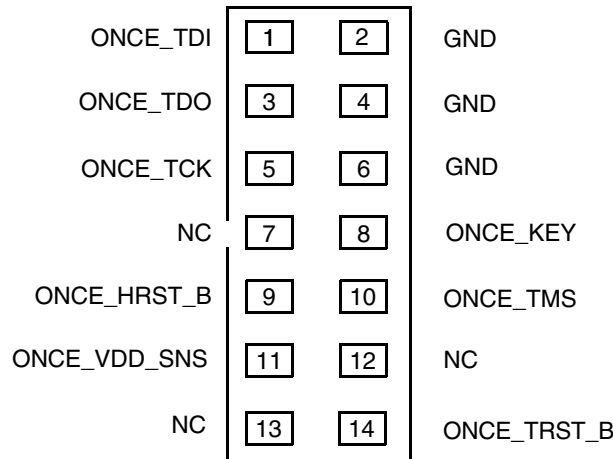 ONCE_TDI 1 2 GND
ONCE_TDO 3 4 GND
ONCE_TCK 5 6 GND
NC 7 8 ONCE_KEY
ONCE_HRST_B 9 10 ONCE_TMS
ONCE_VDD_SNS 11 12 NC
NC 13 14 ONCE_TRST_B